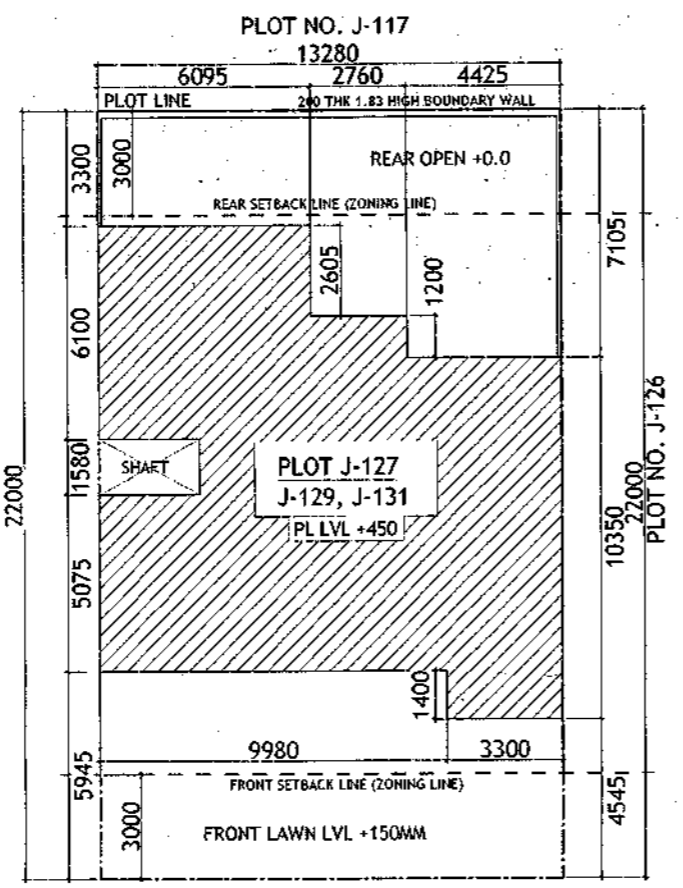 PLOT NO. J-117
13280
6095 2760 4425
PLOT LINE 200 THK 1.83 HIGH BOUNDARY WALL
3300
3000
REAR OPEN +0.0
REAR SETBACK LINE (ZONING LINE)
7105
2605
1200
6100
22000
1580
SHAFT
PLOT J-127
J-129, J-131
PL LVL +450
10350
22000
PLOT NO. J-126
5075
1400
9980 3300
5945
FRONT SETBACK LINE (ZONING LINE)
4545
3000
FRONT LAWN LVL +150MM